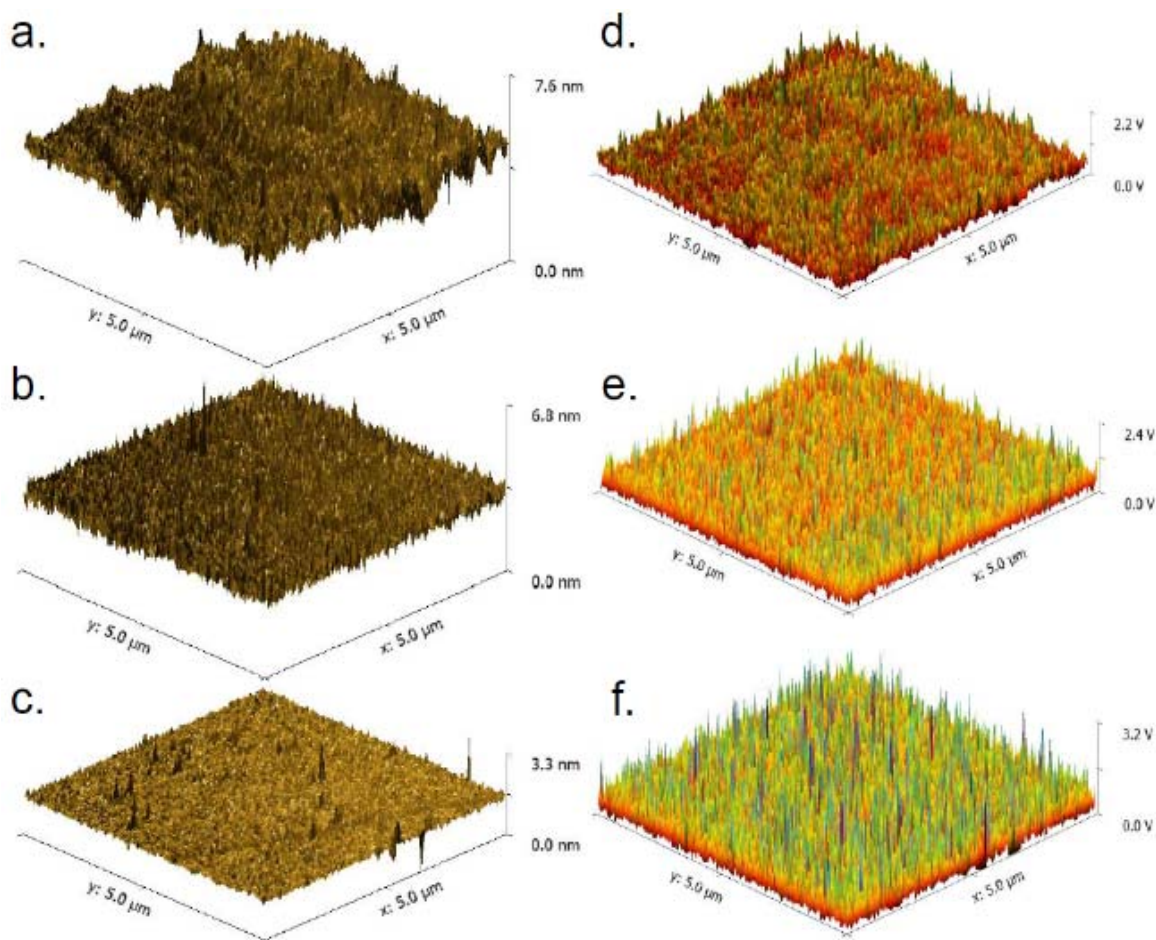 a.
7.6 nm
0.0 nm
y: 5.0 µm
x: 5.0 µm
b.
6.8 nm
0.0 nm
y: 5.0 µm
x: 5.0 µm
c.
3.3 nm
0.0 nm
y: 5.0 µm
x: 5.0 µm
d.
2.2 V
0.0 V
y: 5.0 µm
x: 5.0 µm
e.
2.4 V
0.0 V
y: 5.0 µm
x: 5.0 µm
f.
3.2 V
0.0 V
y: 5.0 µm
x: 5.0 µm